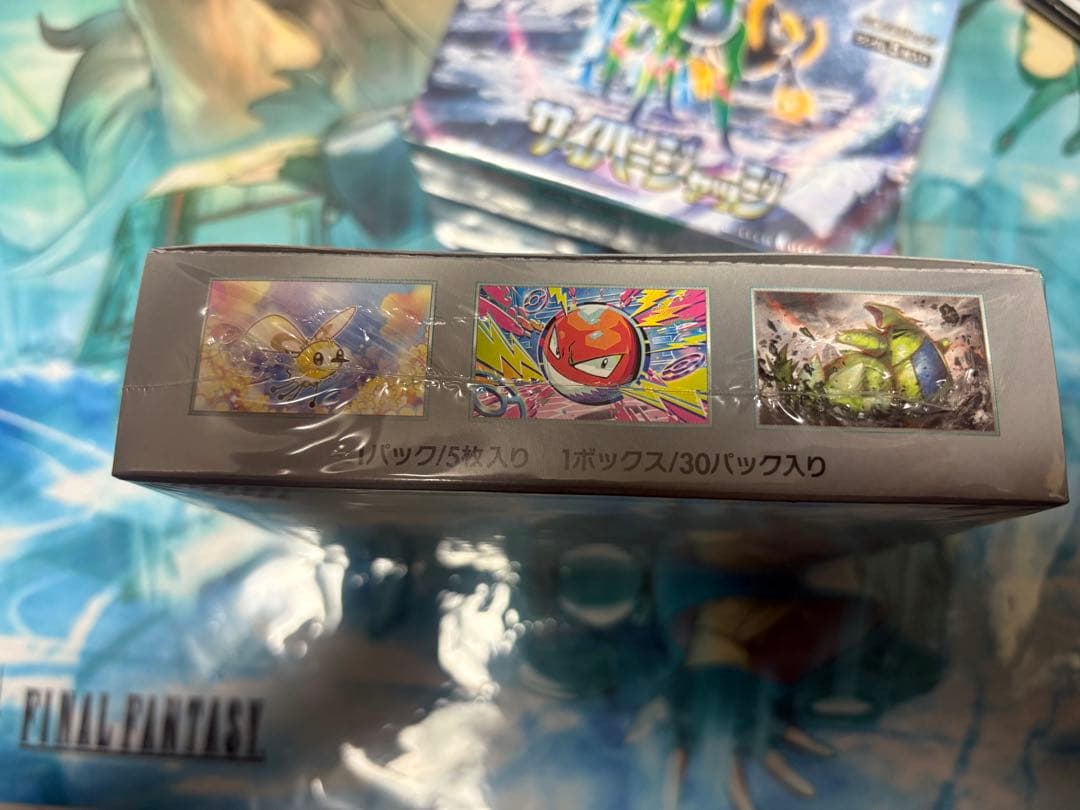 サイバージャッジ
1パック/5枚入り 1ボックス/30パック入り
FINAL FANTASY